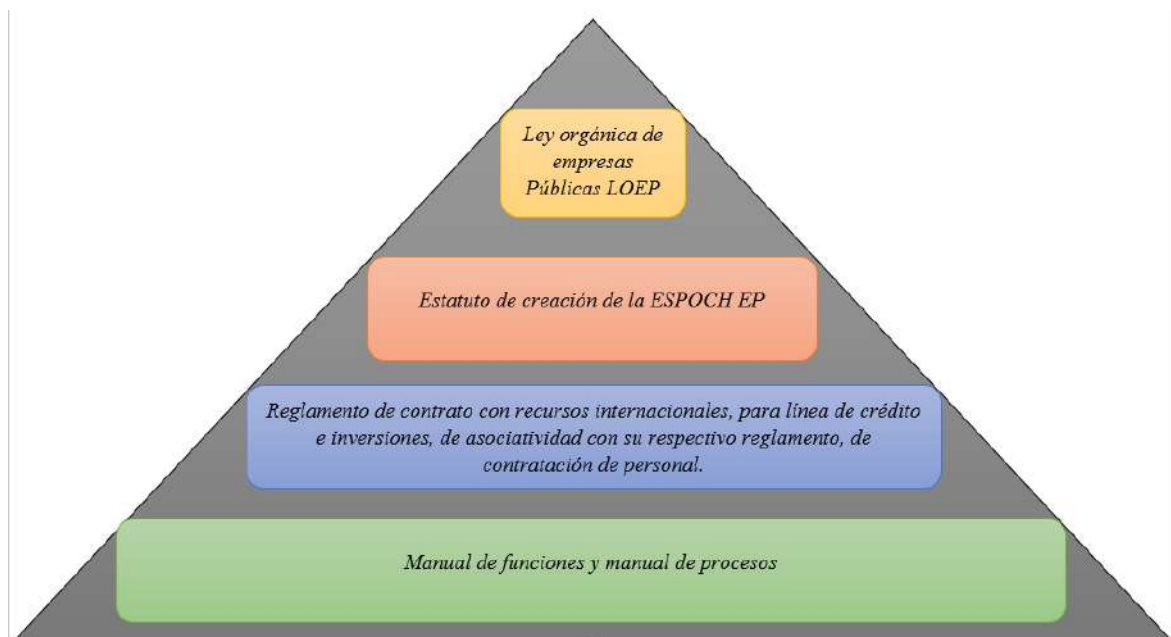 Ley orgánica de
empresas
Públicas LOEP
Estatuto de creación de la ESPOCH EP
Reglamento de contrato con recursos internacionales, para línea de crédito
e inversiones, de asociatividad con su respectivo reglamento, de
contratación de personal.
Manual de funciones y manual de procesos